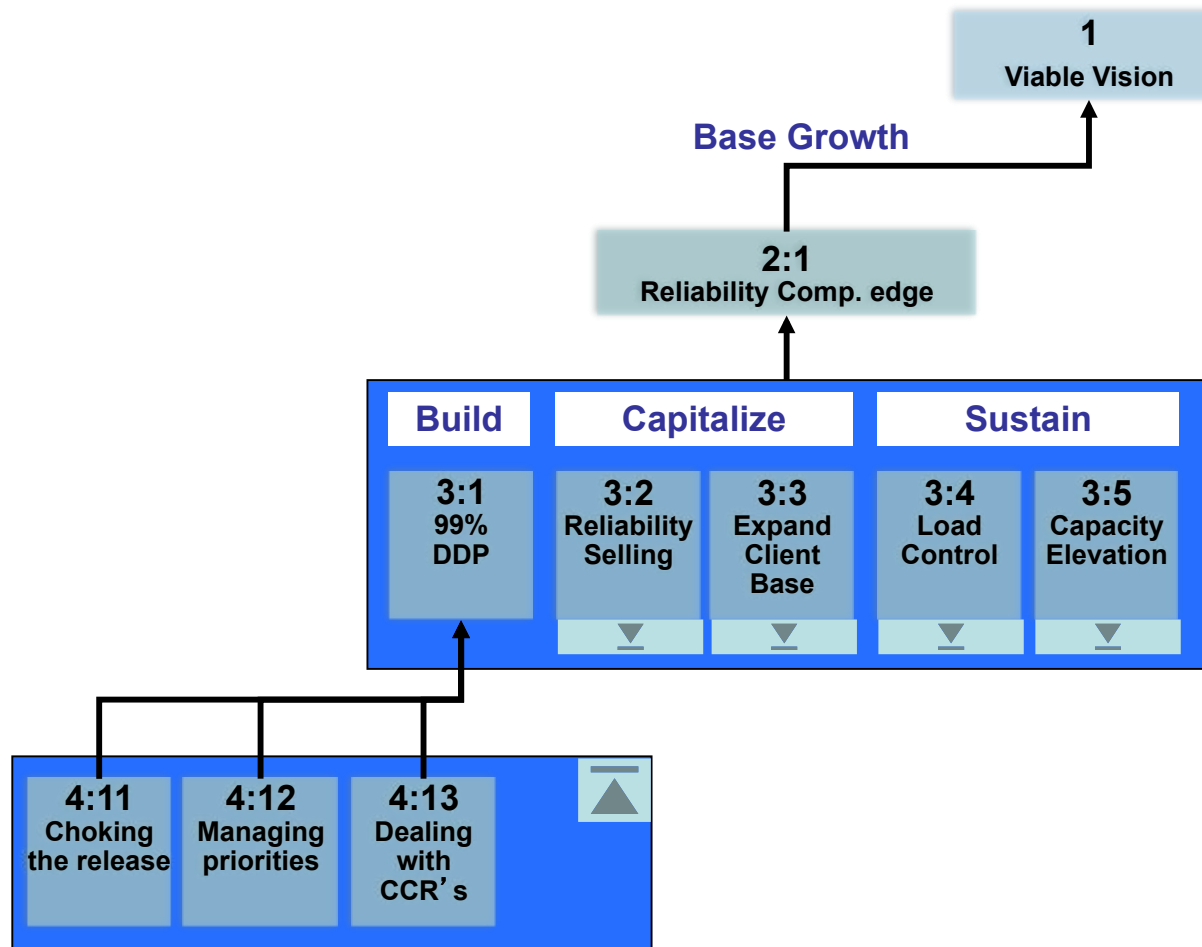 1
Viable Vision
Base Growth
2:1
Reliability Comp. edge
Build
Capitalize
Sustain
3:1
99%
DDP
3:2
Reliability
Selling
3:3
Expand
Client
Base
3:4
Load
Control
3:5
Capacity
Elevation
4:11
Choking
the release
4:12
Managing
priorities
4:13
Dealing
with
CCR’s